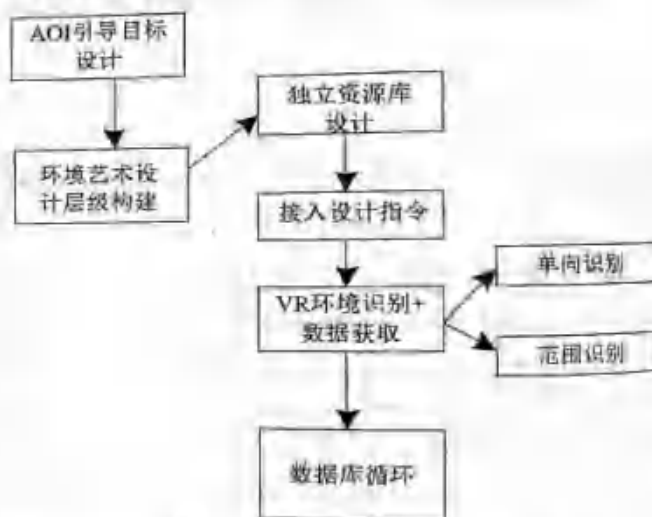 AOI引导目标
设计
环境艺术设
计层级构建
独立资源库
设计
接入设计指令
VR环境识别+
数据获取
单向识别
范围识别
数据库循环